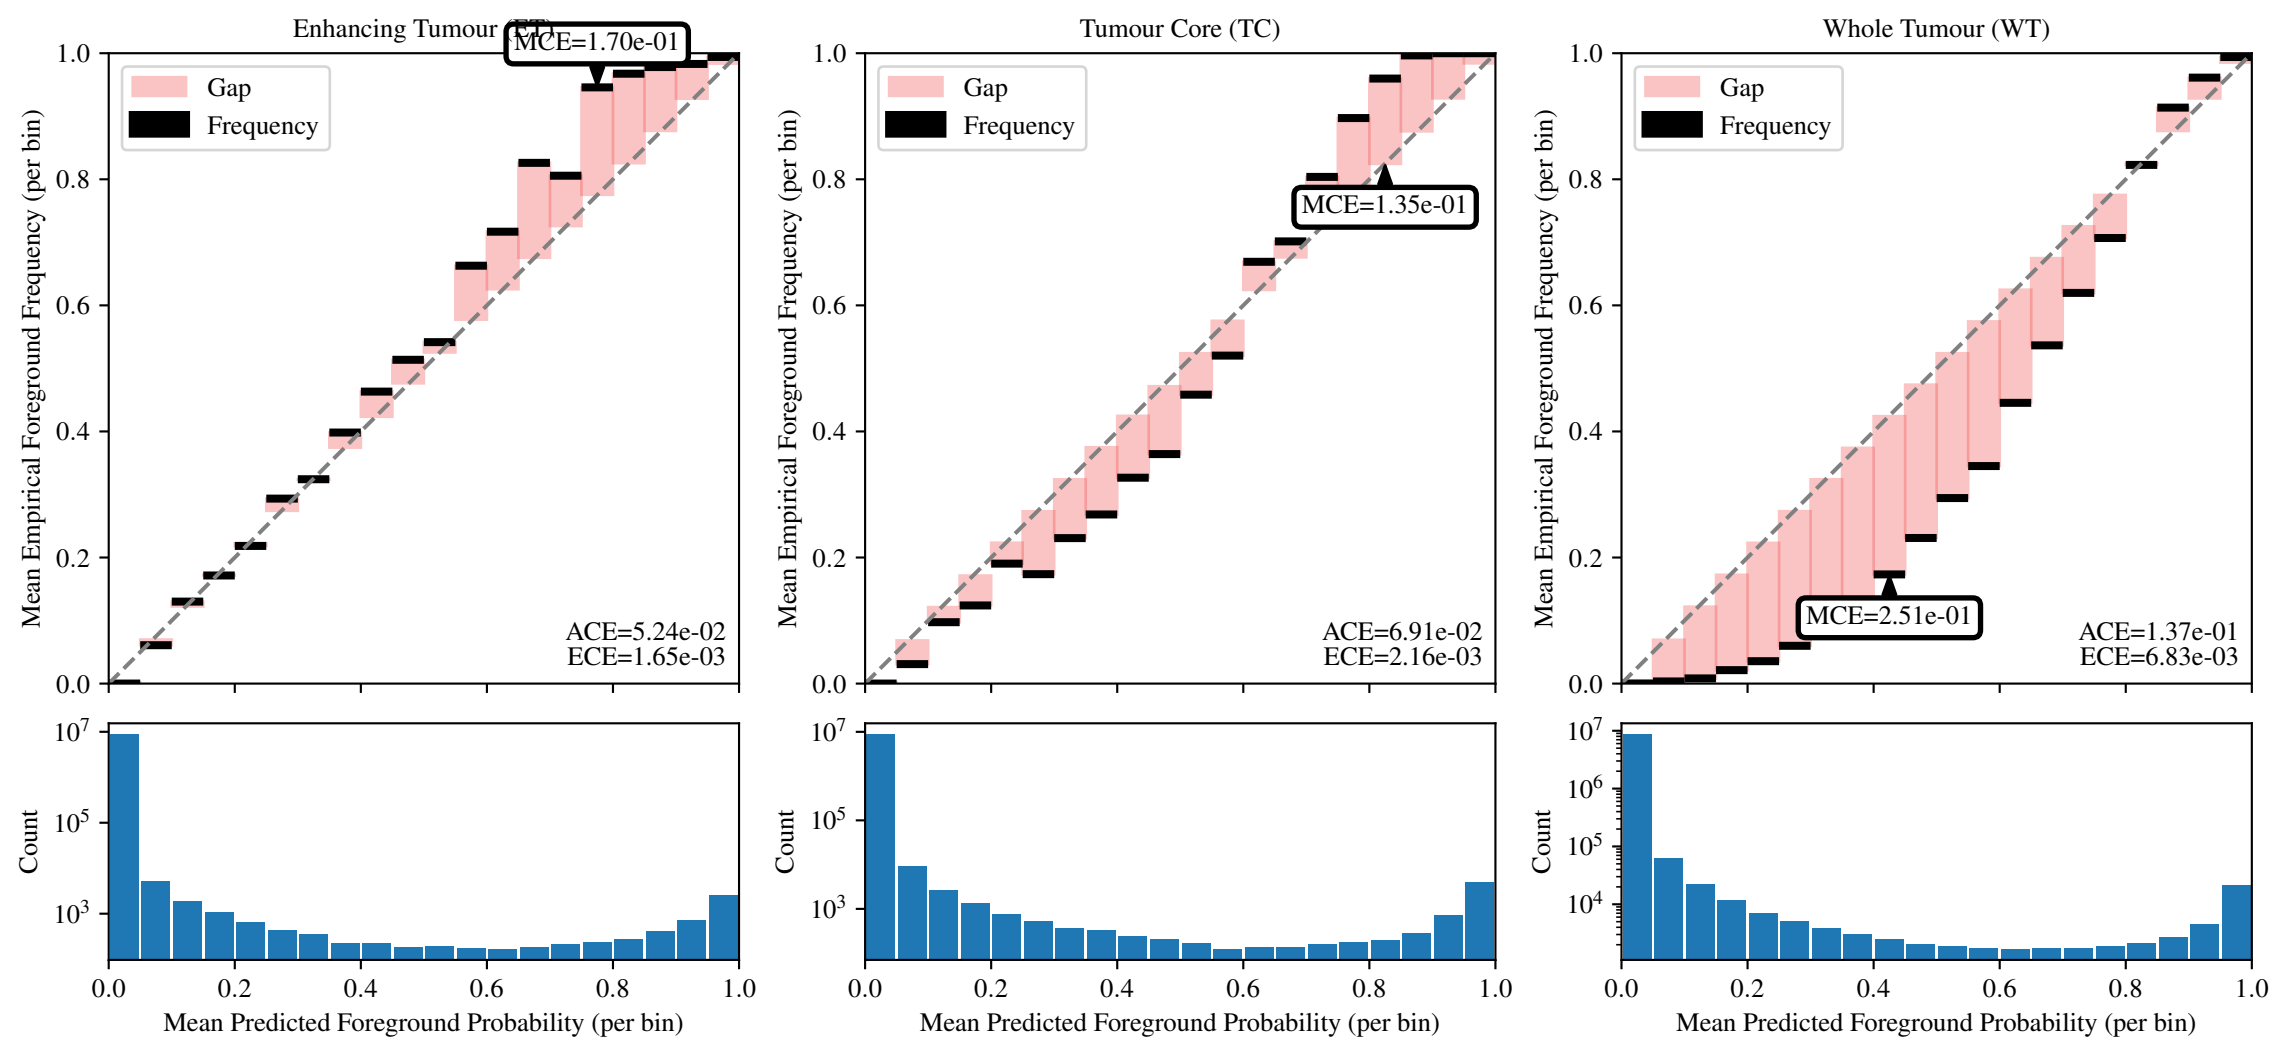 Enhancing Tumour (ET)
MCE=1.70e-01
Gap
Frequency
Mean Empirical Foreground Frequency (per bin)
1.0
0.8
0.6
0.4
0.2
0.0
ACE=5.24e-02
ECE=1.65e-03
Count
10^7
10^5
10^3
0.0 0.2 0.4 0.6 0.8 1.0
Mean Predicted Foreground Probability (per bin)
Tumour Core (TC)
Gap
Frequency
MCE=1.35e-01
Mean Empirical Foreground Frequency (per bin)
1.0
0.8
0.6
0.4
0.2
0.0
ACE=6.91e-02
ECE=2.16e-03
Count
10^7
10^5
10^3
0.0 0.2 0.4 0.6 0.8 1.0
Mean Predicted Foreground Probability (per bin)
Whole Tumour (WT)
Gap
Frequency
Mean Empirical Foreground Frequency (per bin)
1.0
0.8
0.6
0.4
0.2
0.0
MCE=2.51e-01
ACE=1.37e-01
ECE=6.83e-03
Count
10^7
10^6
10^5
10^4
0.0 0.2 0.4 0.6 0.8 1.0
Mean Predicted Foreground Probability (per bin)